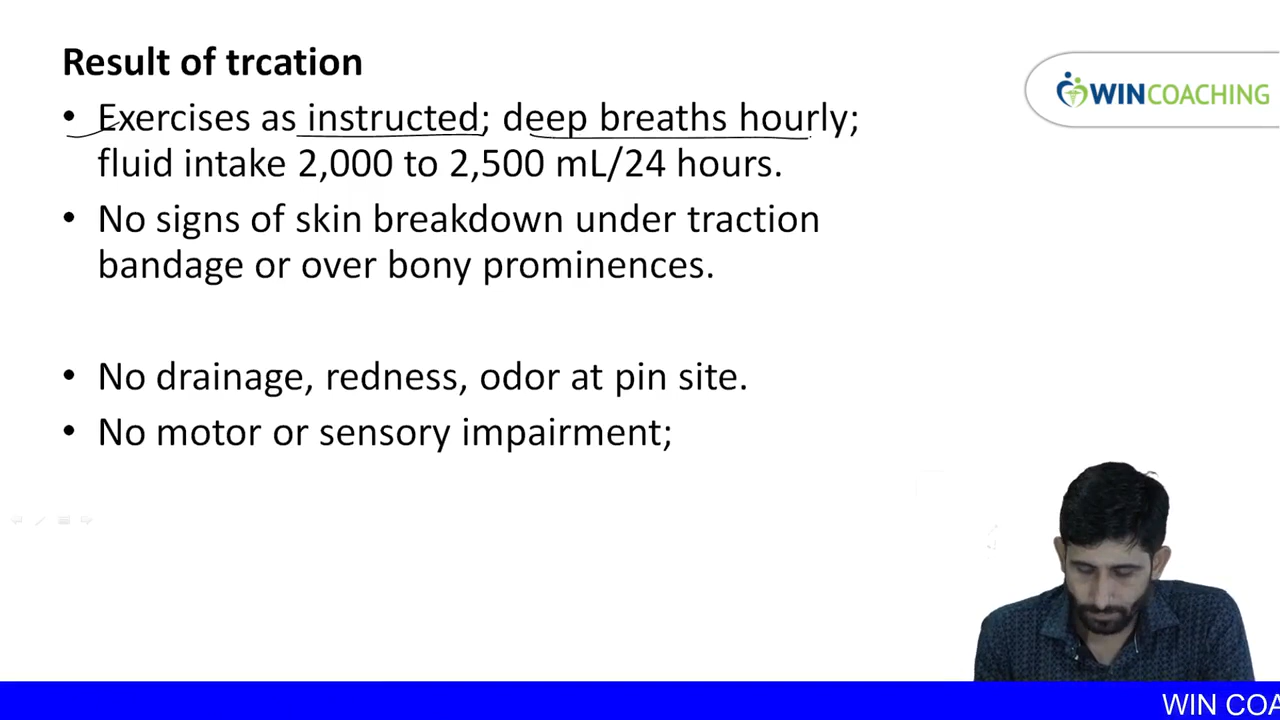 Result of trcation
WINCOACHING
• Exercises as instructed; deep breaths hourly;
fluid intake 2,000 to 2,500 mL/24 hours.
• No signs of skin breakdown under traction
bandage or over bony prominences.
• No drainage, redness, odor at pin site.
• No motor or sensory impairment;
WIN COA